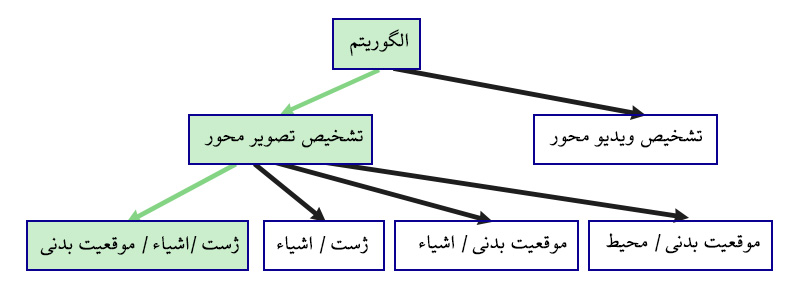 الگوریتم
تشخیص ویدیو محور
تشخیص تصویر محور
موقعیت بدنی / محیط
موقعیت بدنی / اشیاء
ژست / اشیاء
ژست /اشیاء / موقعیت بدنی